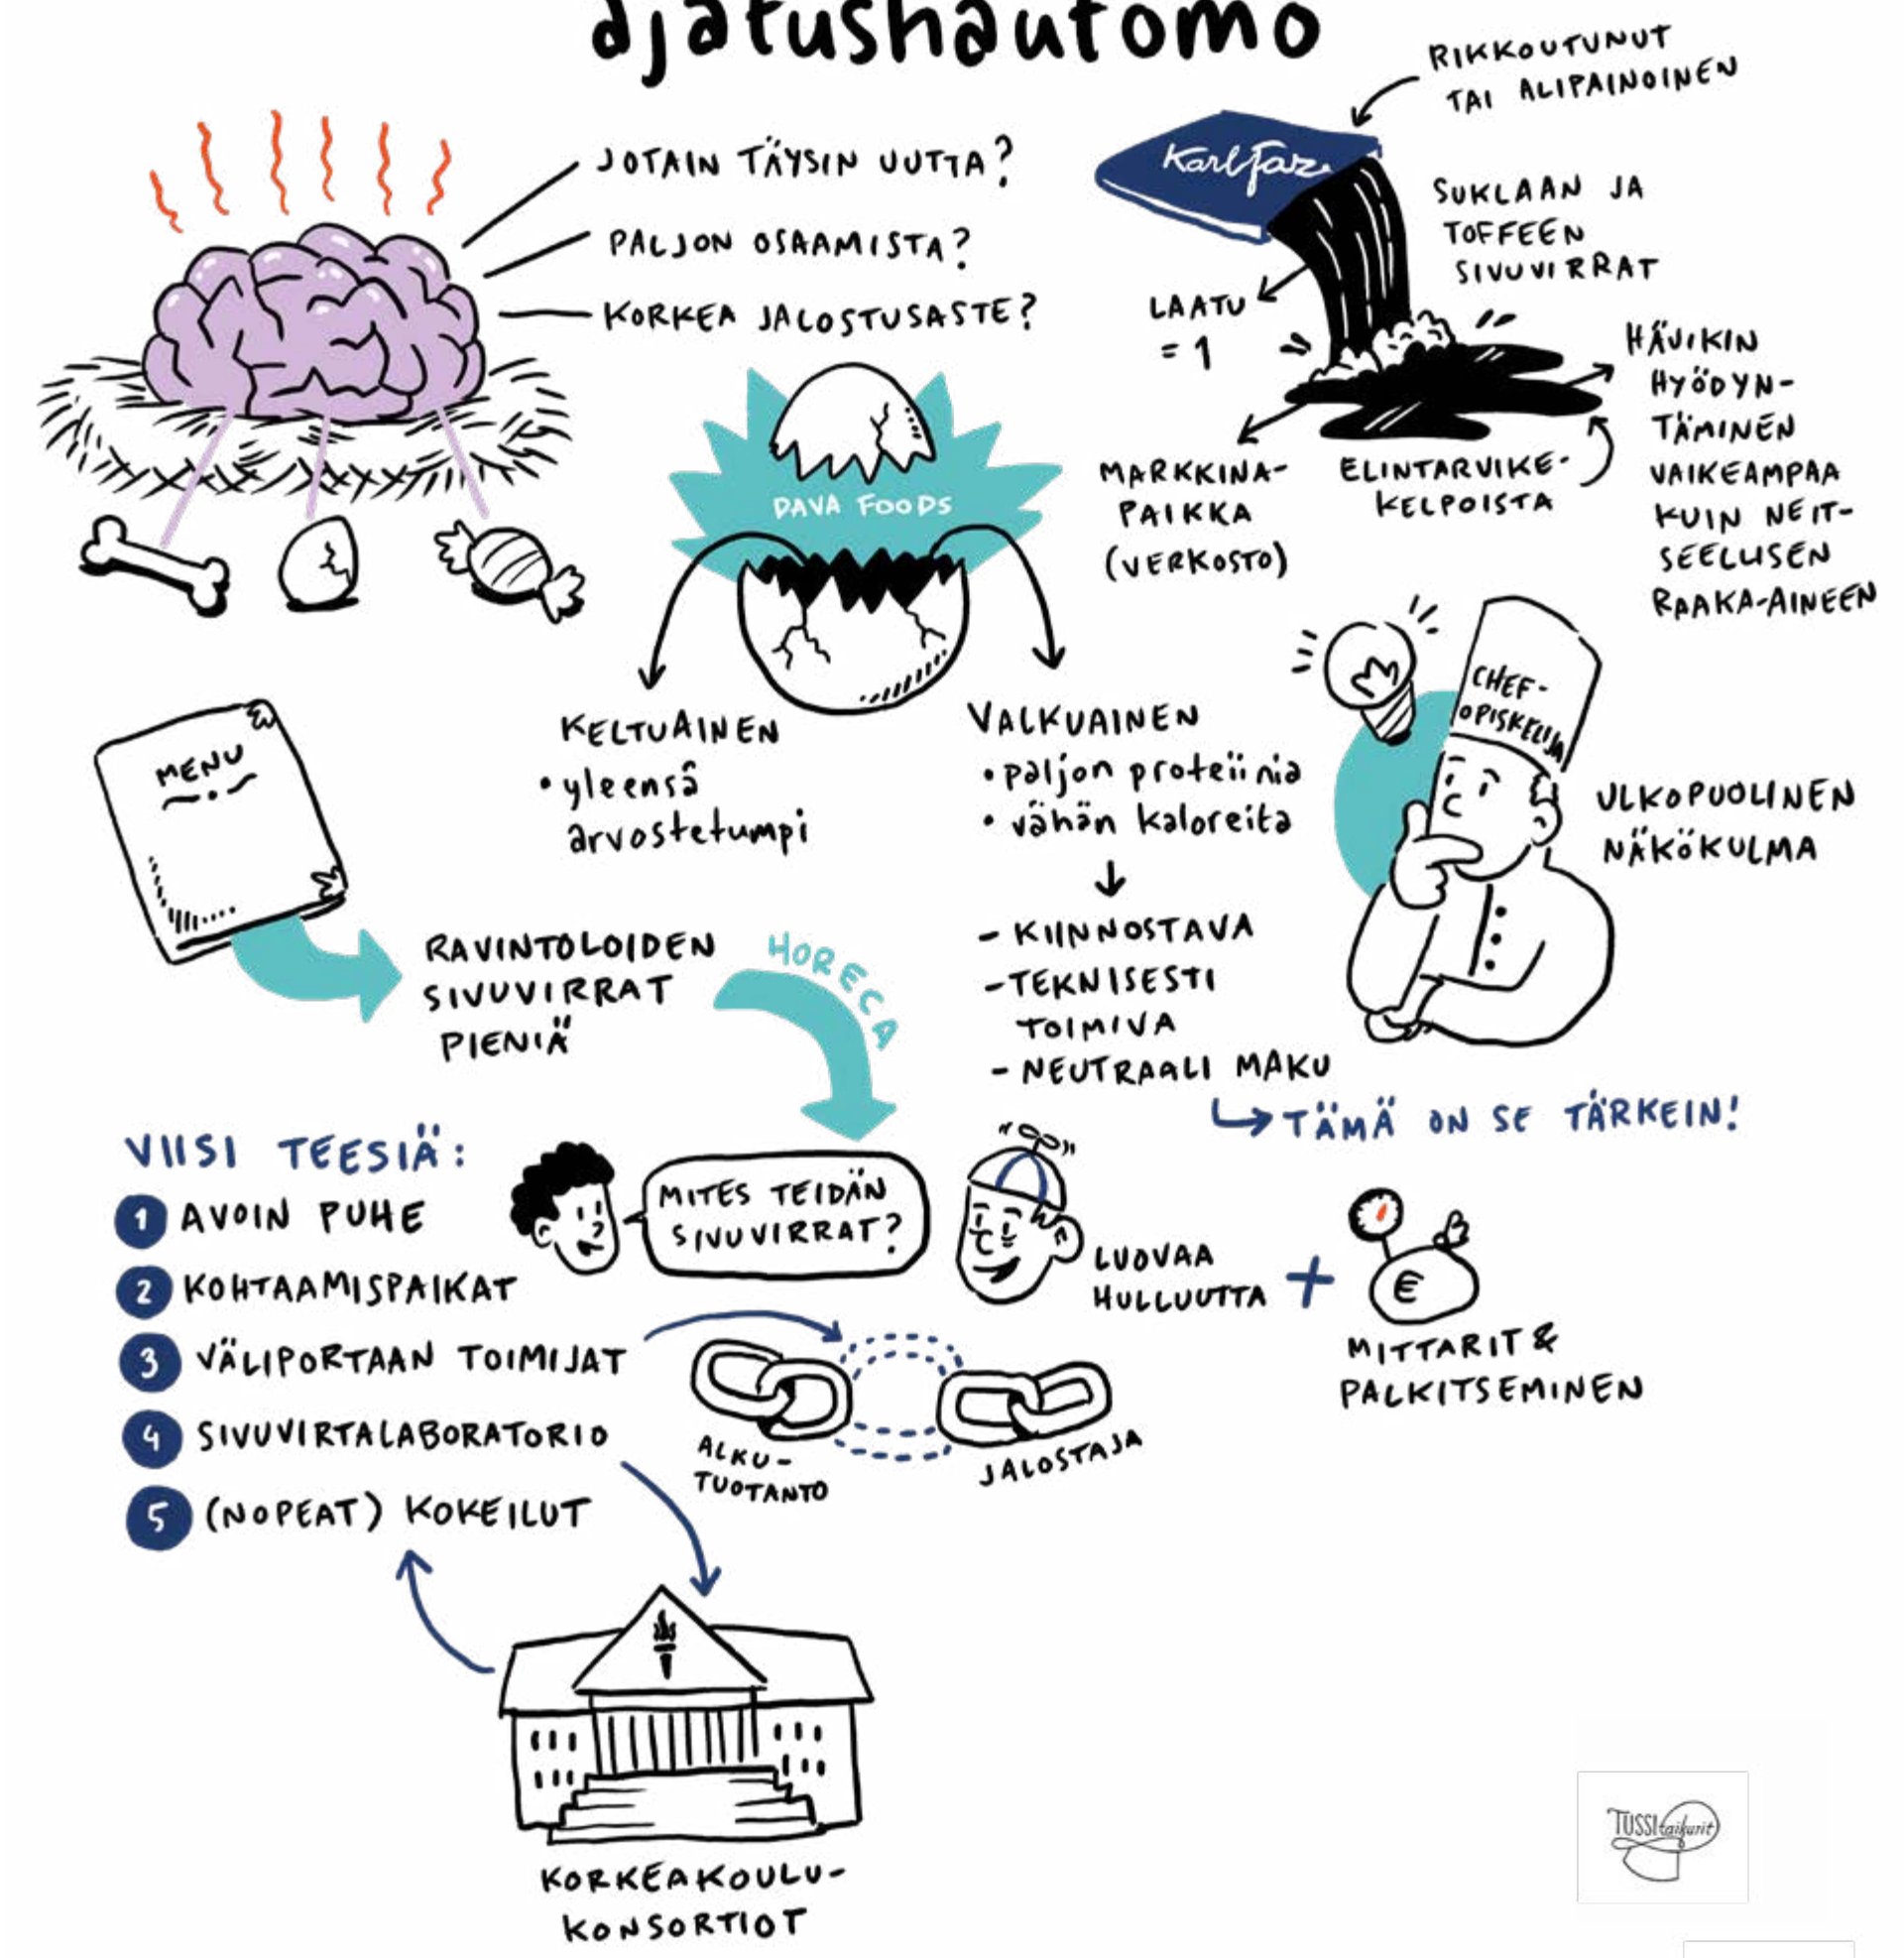 ajatushautomo
JOTAIN TÄYSIN UUTTA?
PALJON OSAAMISTA?
KORKEA JALOSTUSASTE?
RIKKOUTUNUT
TAI ALIPAINOINEN
Karl Faz
SUKLAAN JA
TOFFEEN
SIVUVIRRAT
LAATU
= 1
HÄVIKIN
HYÖDYN-
TÄMINEN
VAIKEAMPAA
KUIN NEIT-
SEELLISEN
RAAKA-AINEEN
MARKKINA-
PAIKKA
(VERKOSTO)
ELINTARVIKE-
KELPOISTA
DAVA FOODS
KELTUAINEN
• yleensä
arvostetumpi
VALKUAINEN
• paljon proteiinia
• vähän kaloreita
- KIINNOSTAVA
- TEKNISESTI
TOIMIVA
- NEUTRAALI MAKU
TÄMÄ ON SE TÄRKEIN!
CHEF-
OPISKELIJA
ULKOPUOLINEN
NÄKÖKULMA
MENU
RAVINTOLOIDEN
SIVUVIRRAT
PIENIÄ
HORECA
VIISI TEESIÄ:
1 AVOIN PUHE
2 KOHTAAMISPAIKAT
3 VÄLIPORTAAN TOIMIJAT
4 SIVUVIRTALABORATORIO
5 (NOPEAT) KOKEILUT
MITES TEIDÄN
SIVUVIRRAT?
LUOVAA
HULLUUTTA
+
€
MITTARIT &
PALKITSEMINEN
ALKU-
TUOTANTO
JALOSTAJA
KORKEAKOULU-
KONSORTIOT
TUSSItaikurit